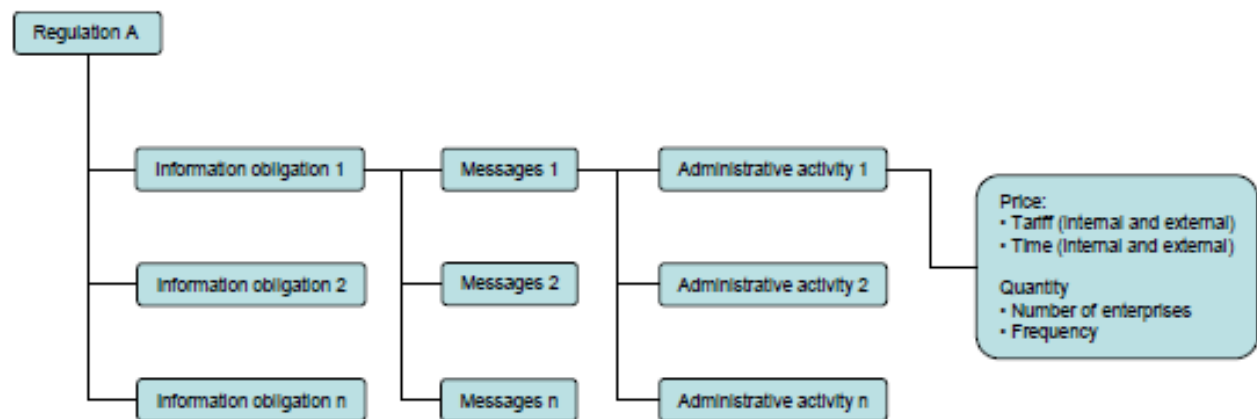 Regulation A
Information obligation 1
Messages 1
Administrative activity 1
Price:
• Tariff (Internal and external)
• Time (Internal and external)
Quantity
• Number of enterprises
• Frequency
Information obligation 2
Messages 2
Administrative activity 2
Information obligation n
Messages n
Administrative activity n